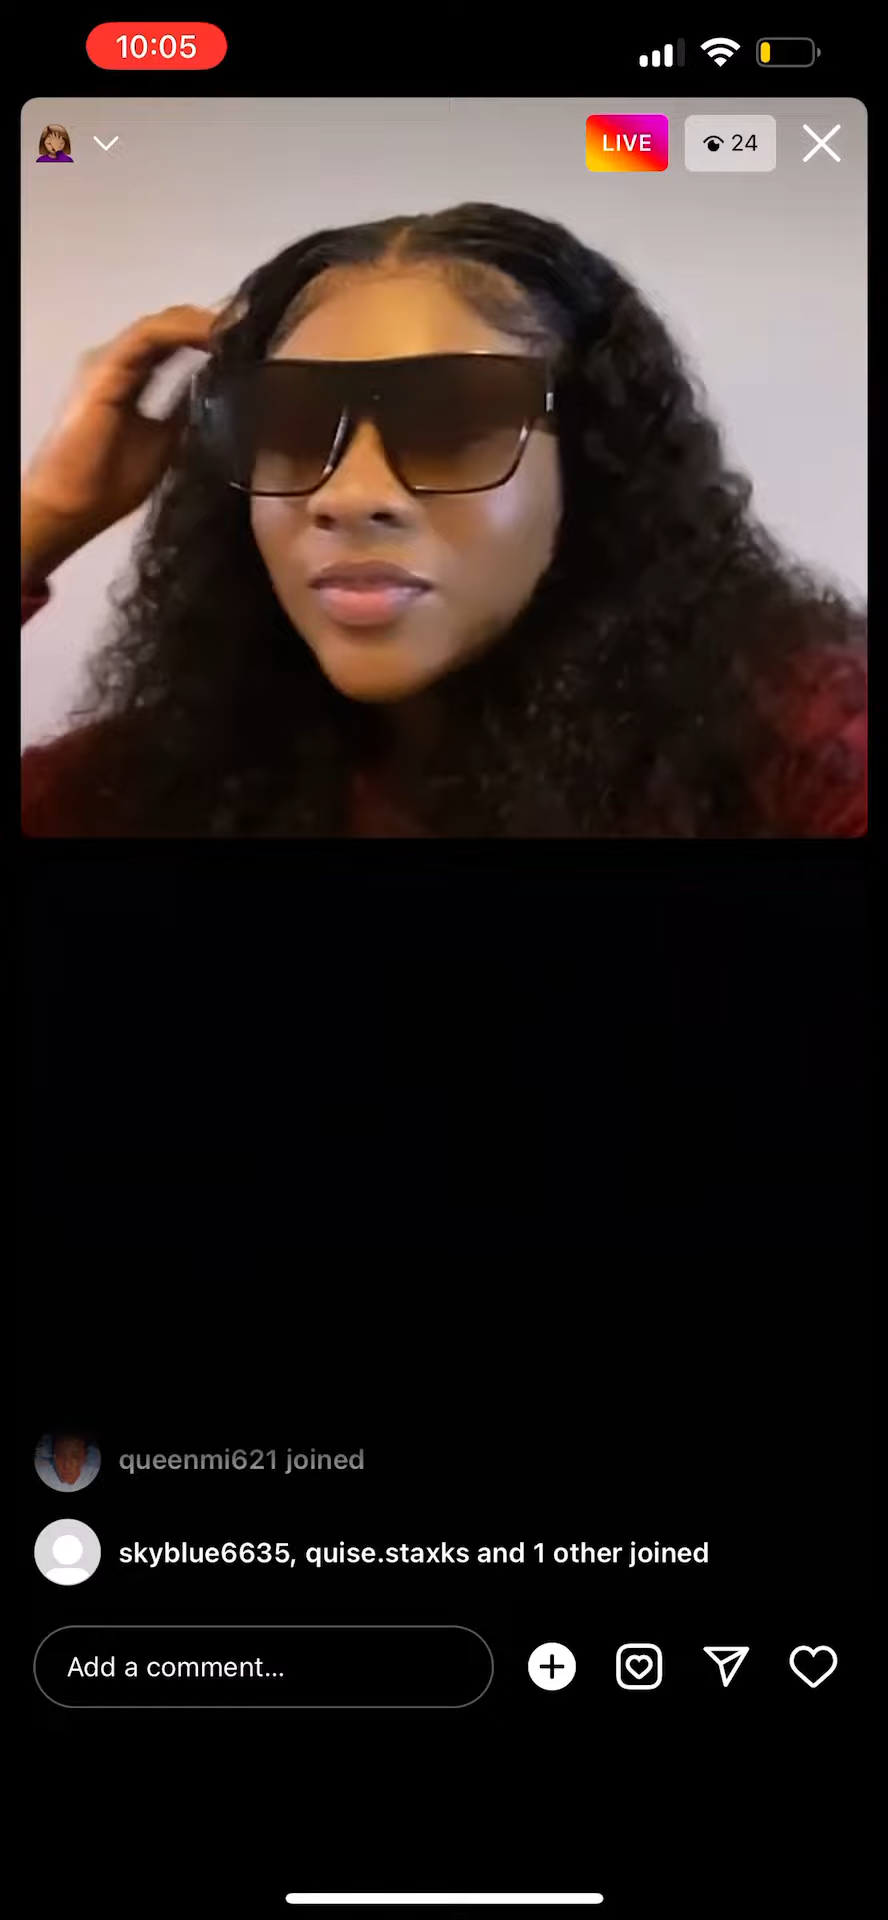 10:05
LIVE
24
queenmi621 joined
skyblue6635, quise.staxks and 1 other joined
Add a comment...